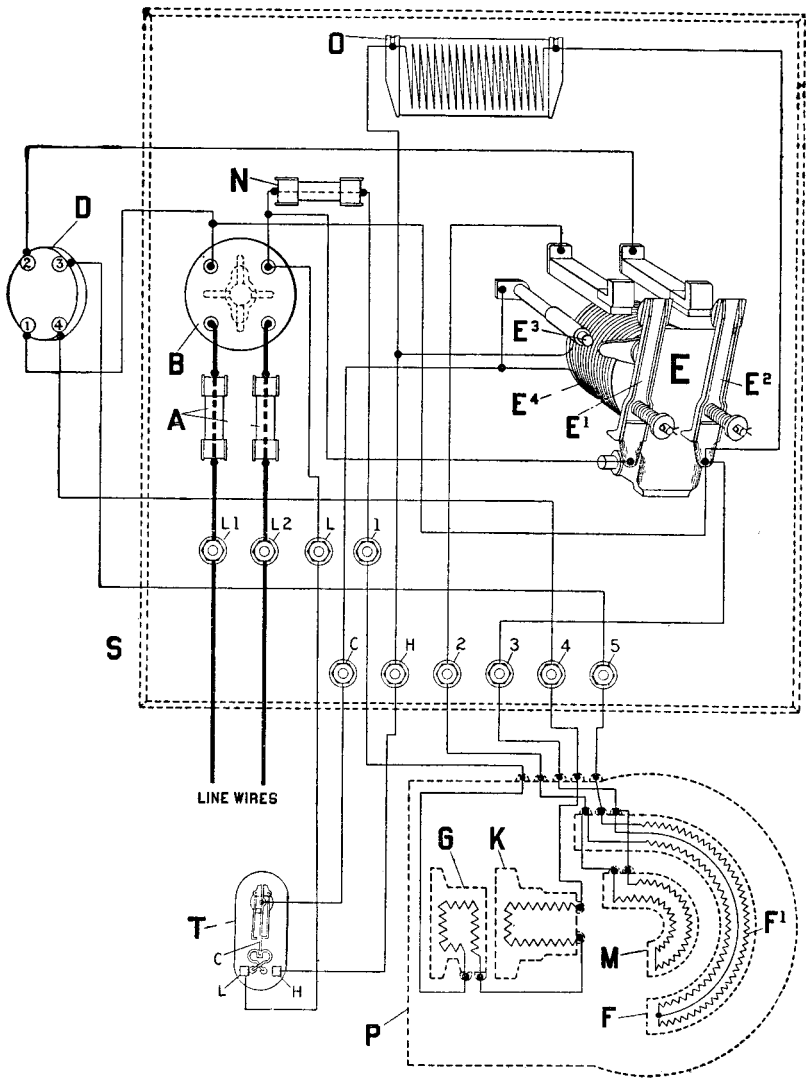 O
N
D
2 3
1 4
B
A
E³
E
E⁴
E¹
E²
L1 L2 L 1
S
C H 2 3 4 5
LINE WIRES
G K
T
C
L H
M
F¹
F
P